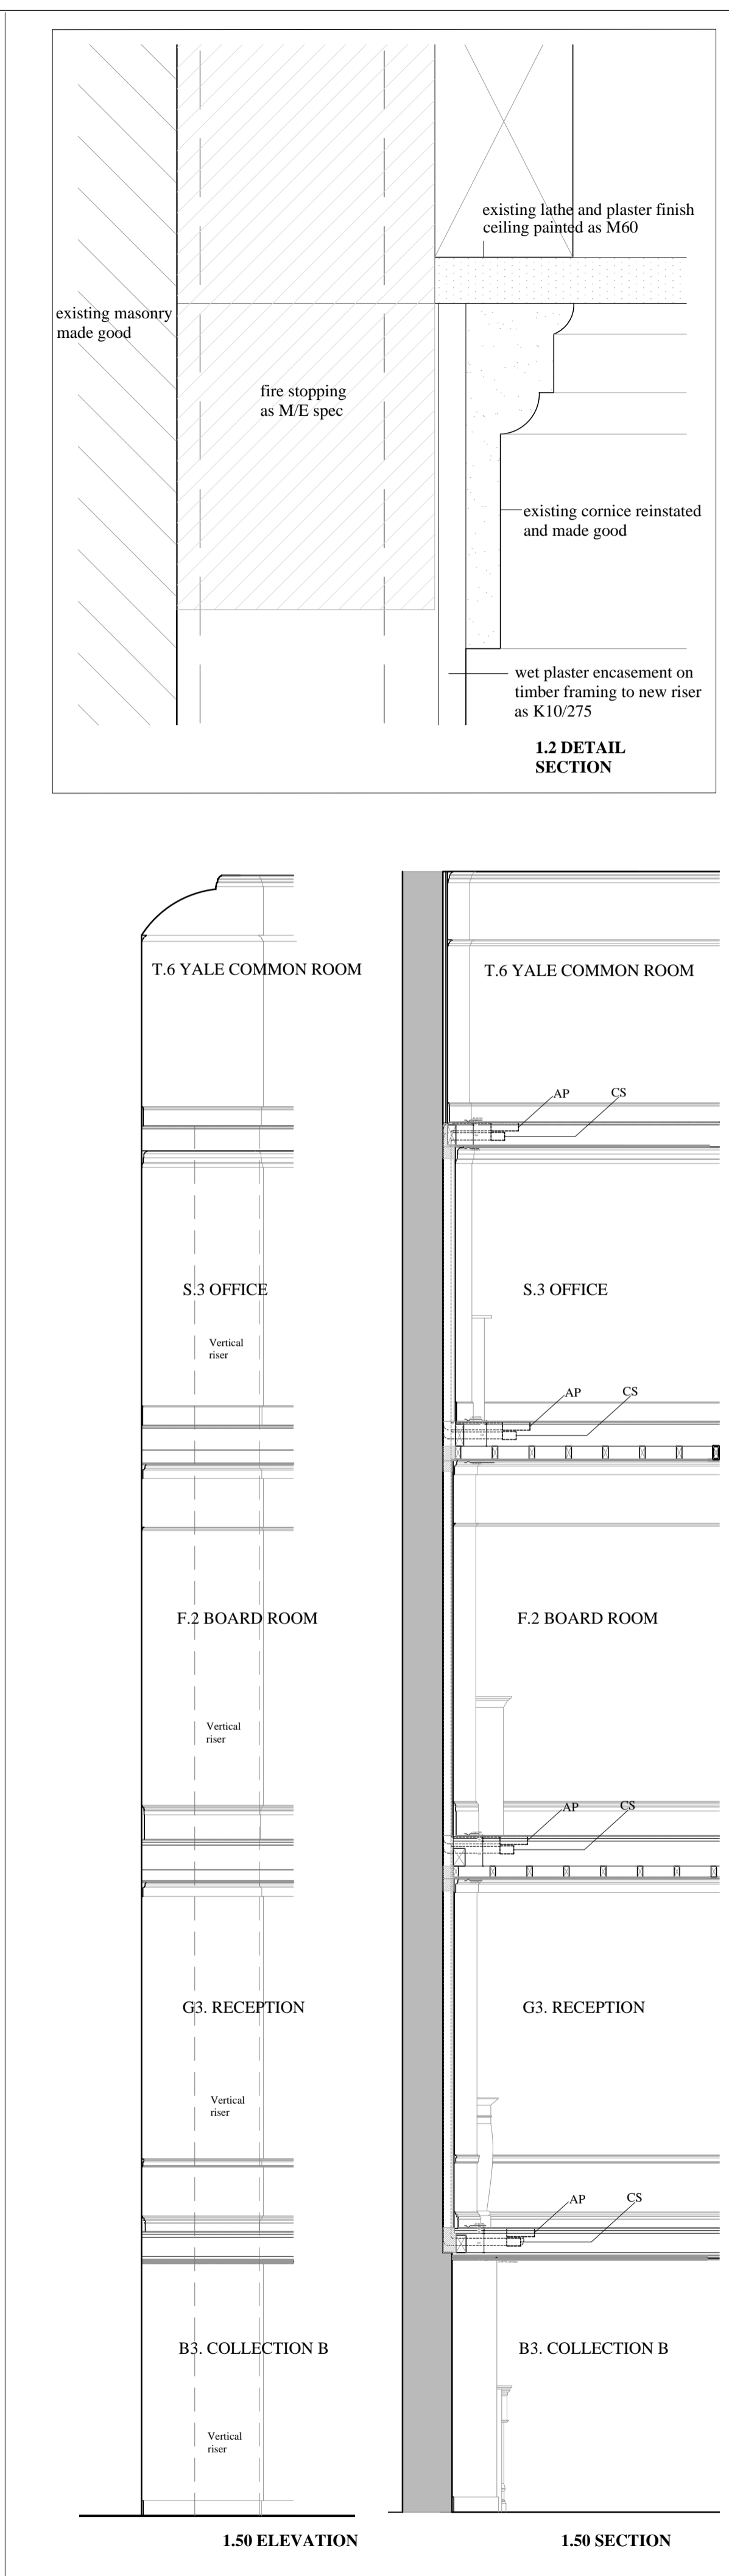 existing lathe and plaster finish
ceiling painted as M60
existing masonry
made good
fire stopping
as M/E spec
existing cornice reinstated
and made good
wet plaster encasement on
timber framing to new riser
as K10/275
1.2 DETAIL
SECTION
T.6 YALE COMMON ROOM
T.6 YALE COMMON ROOM
AP
CS
S.3 OFFICE
S.3 OFFICE
Vertical
riser
AP
CS
F.2 BOARD ROOM
F.2 BOARD ROOM
Vertical
riser
AP
CS
G3. RECEPTION
G3. RECEPTION
Vertical
riser
AP
CS
B3. COLLECTION B
B3. COLLECTION B
Vertical
riser
1.50 ELEVATION
1.50 SECTION